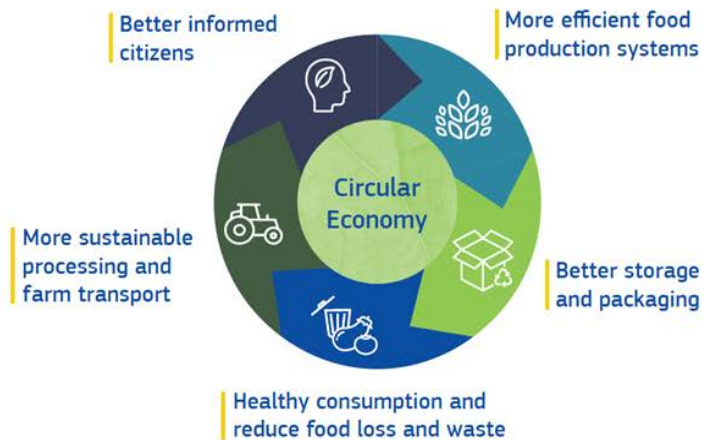 Better informed
citizens
More efficient food
production systems
Circular
Economy
More sustainable
processing and
farm transport
Better storage
and packaging
Healthy consumption and
reduce food loss and waste